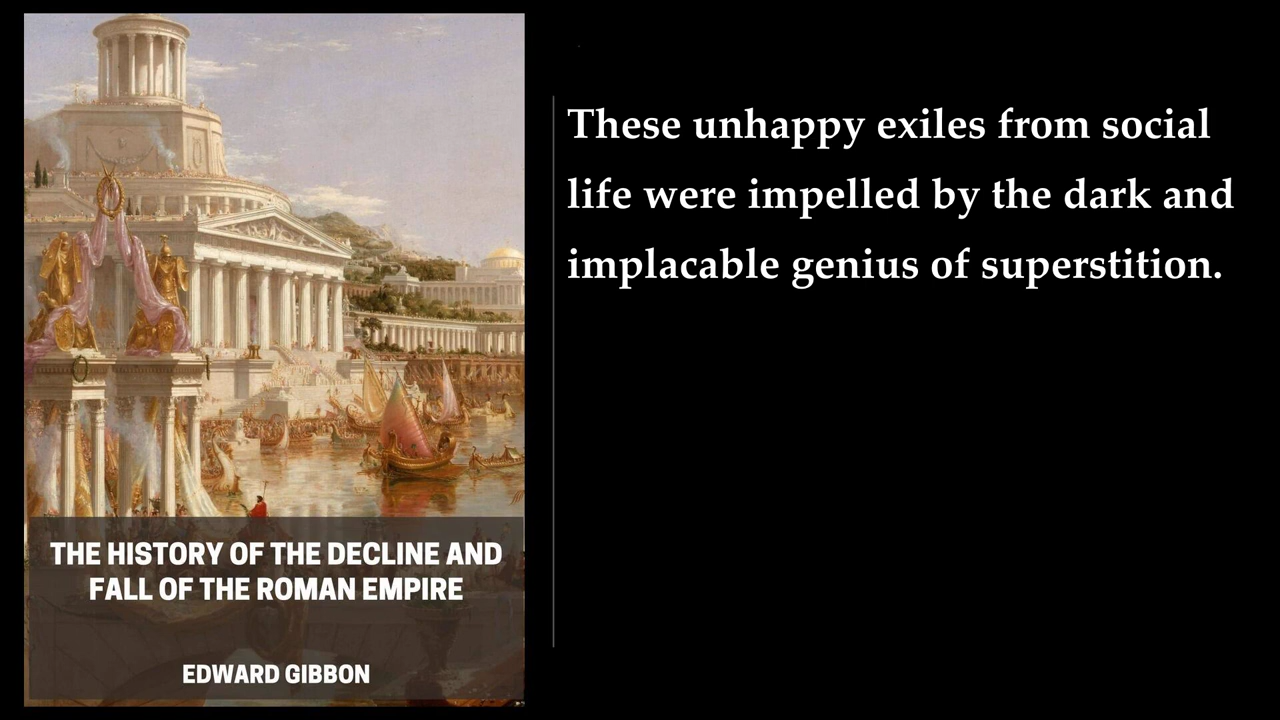 These unhappy exiles from social
life were impelled by the dark and
implacable genius of superstition.
THE HISTORY OF THE DECLINE AND
FALL OF THE ROMAN EMPIRE
EDWARD GIBBON